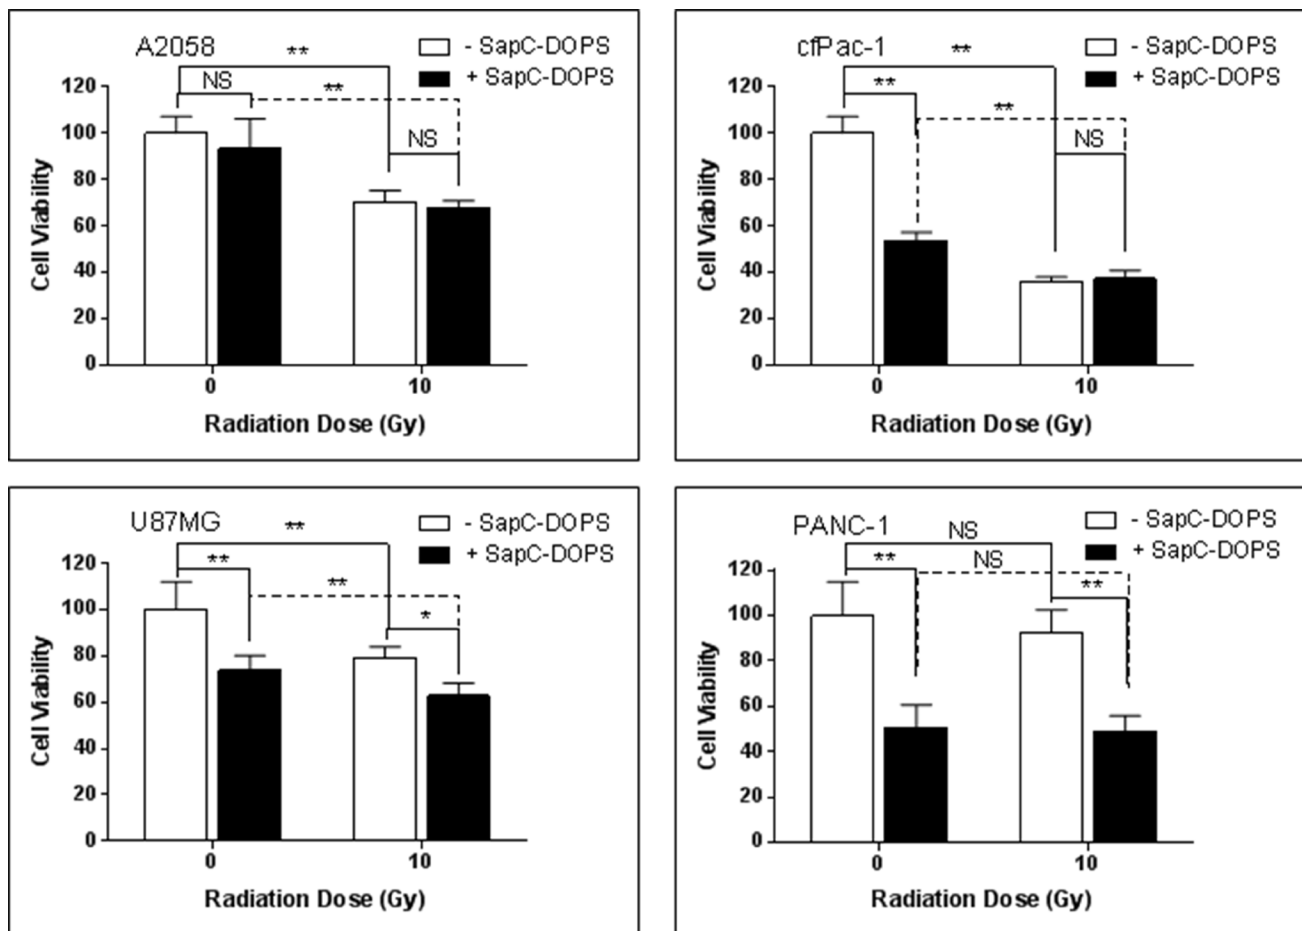 A2058
**
- SapC-DOPS
+ SapC-DOPS
NS
**
NS
120
100
80
60
40
20
0
Cell Viability
0
10
Radiation Dose (Gy)
cfPac-1
**
- SapC-DOPS
+ SapC-DOPS
**
**
NS
120
100
80
60
40
20
0
Cell Viability
0
10
Radiation Dose (Gy)
U87MG
**
- SapC-DOPS
+ SapC-DOPS
**
**
*
120
100
80
60
40
20
0
Cell Viability
0
10
Radiation Dose (Gy)
PANC-1
NS
- SapC-DOPS
+ SapC-DOPS
**
NS
**
120
100
80
60
40
20
0
Cell Viability
0
10
Radiation Dose (Gy)